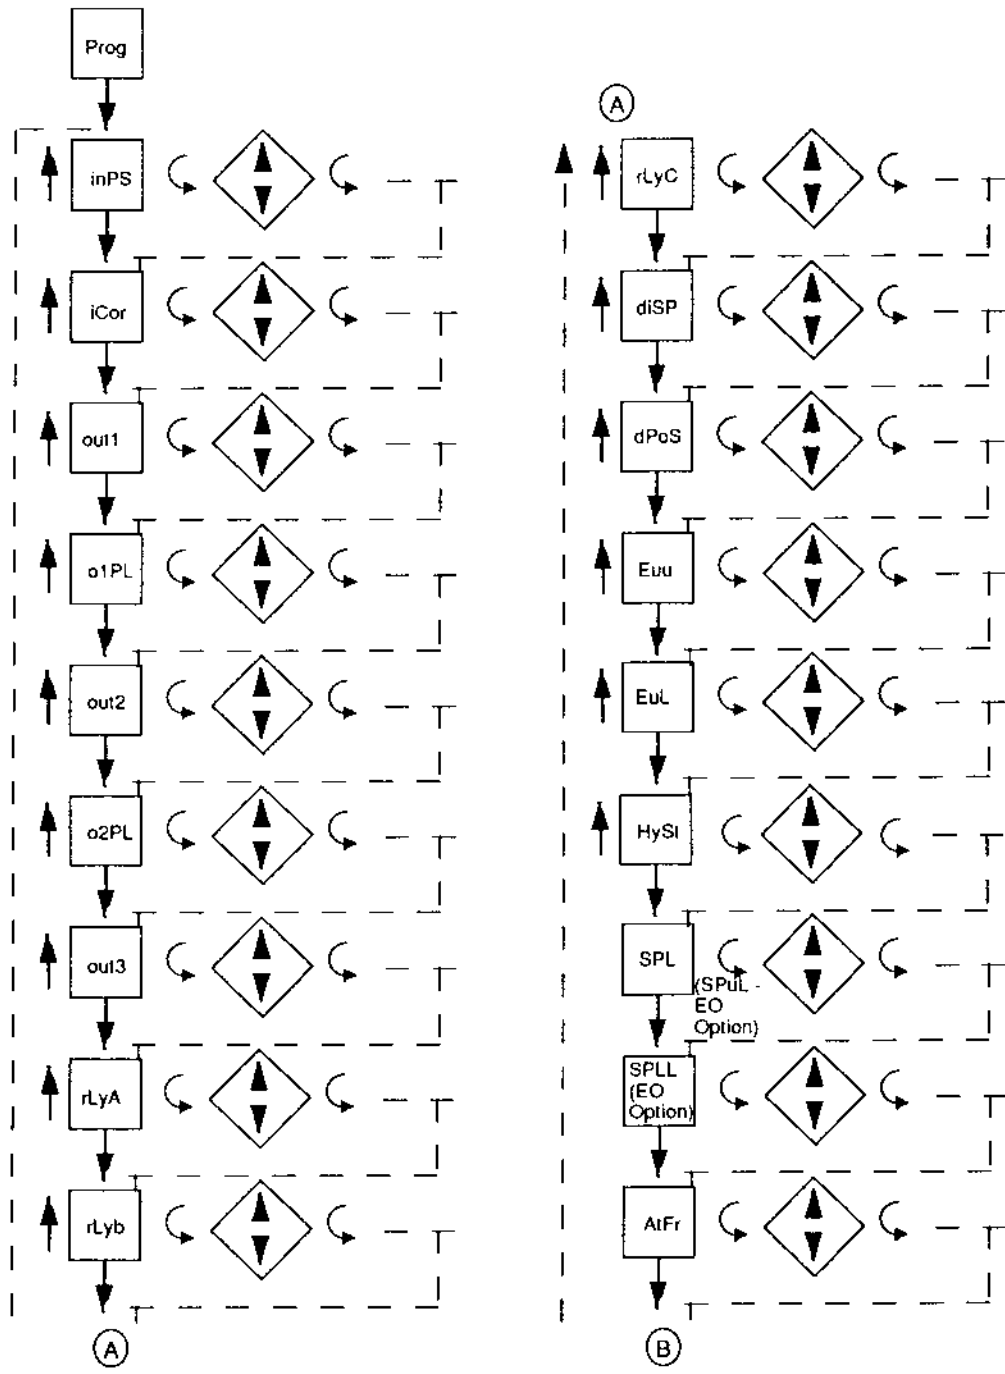 Prog
inPS
iCor
out1
o1PL
out2
o2PL
out3
rLyA
rLyb
A
A
rLyC
diSP
dPoS
Euu
EuL
HySt
SPL
(SPuL -
EO
Option)
SPLL
(EO
Option)
AtFr
B